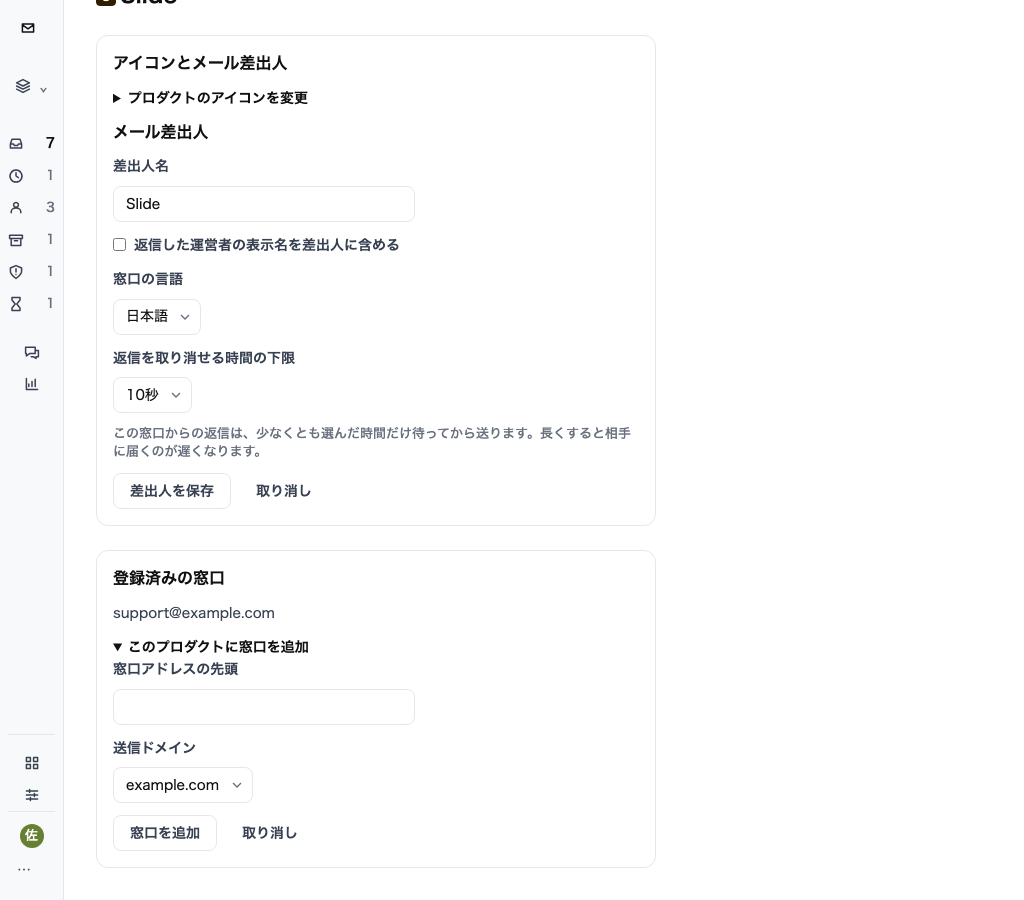 Slide
アイコンとメール差出人
プロダクトのアイコンを変更
メール差出人
差出人名
Slide
返信した運営者の表示名を差出人に含める
窓口の言語
日本語
返信を取り消せる時間の下限
10秒
この窓口からの返信は、少なくとも選んだ時間だけ待ってから送ります。長くすると相手
に届くのが遅くなります。
差出人を保存 取り消し
登録済みの窓口
support@example.com
このプロダクトに窓口を追加
窓口アドレスの先頭
送信ドメイン
example.com
窓口を追加 取り消し
7
1
3
1
1
1
佐
…